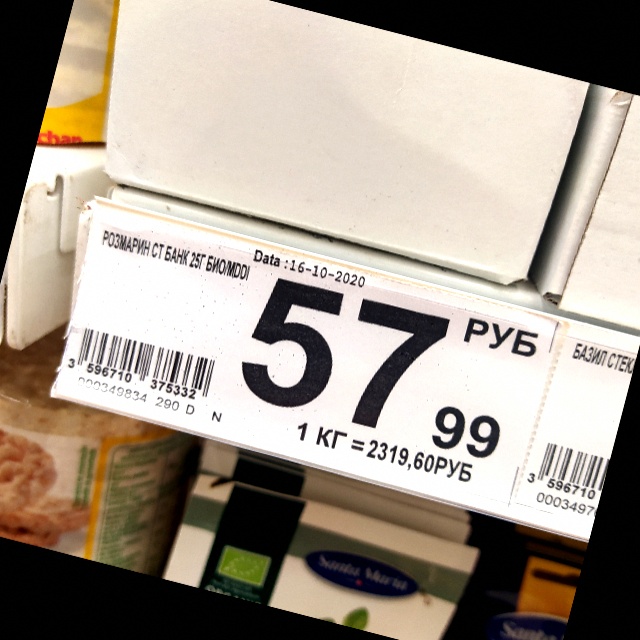 РОЗМАРИН СТ БАНК 25Г БИО/MDDI
Data :16-10-2020
57 99 РУБ
3 596710 375332
000349834 290 D N
1 КГ = 2319,60РУБ
БАЗИЛ СТЕК
3 596710
0003497
Santa Maria